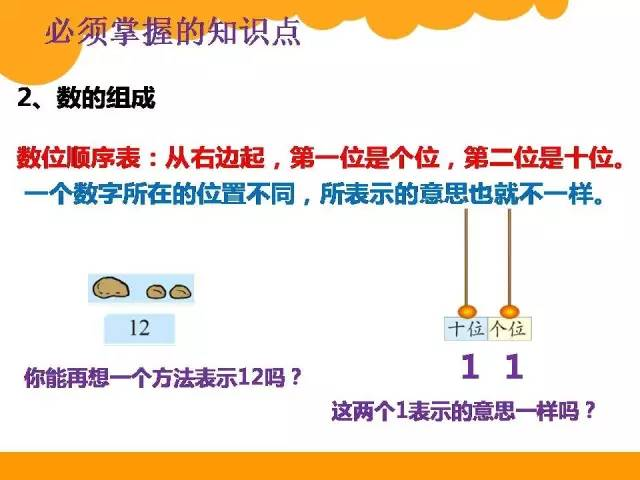 必须掌握的知识点
2、数的组成
数位顺序表：从右边起，第一位是个位，第二位是十位。
一个数字所在的位置不同，所表示的意思也就不一样。
12
你能再想一个方法表示12吗？
十位 个位
1 1
这两个1表示的意思一样吗？